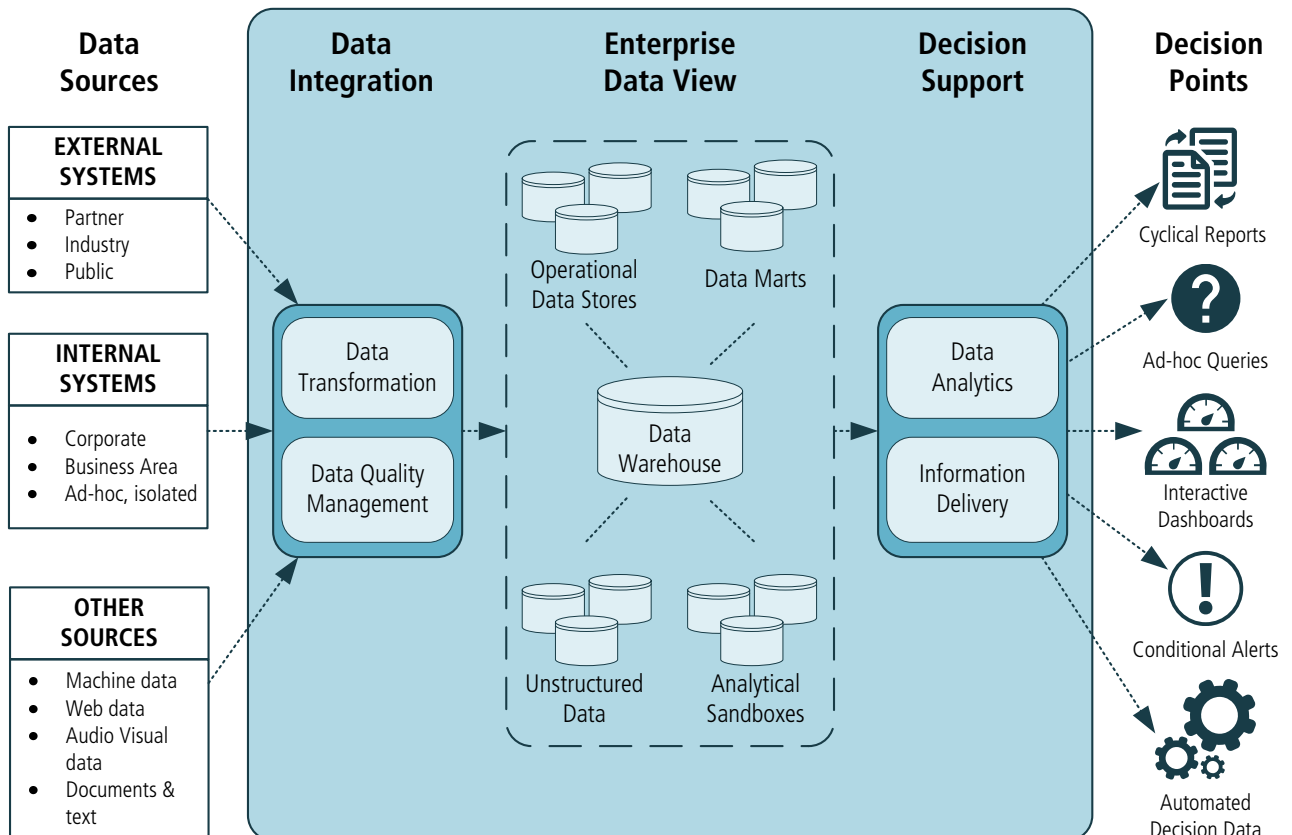 Data
Sources
Data
Integration
Enterprise
Data View
Decision
Support
Decision
Points
EXTERNAL
SYSTEMS
● Partner
● Industry
● Public
INTERNAL
SYSTEMS
● Corporate
● Business Area
● Ad-hoc, isolated
OTHER
SOURCES
● Machine data
● Web data
● Audio Visual
data
● Documents &
text
Data
Transformation
Data Quality
Management
Operational
Data Stores
Data Marts
Data
Warehouse
Unstructured
Data
Analytical
Sandboxes
Data
Analytics
Information
Delivery
Cyclical Reports
?
Ad-hoc Queries
Interactive
Dashboards
!
Conditional Alerts
Automated
Decision Data